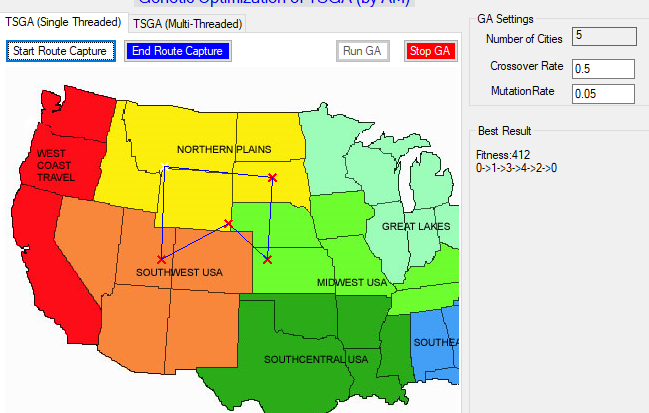 Genetic Optimization of TSGA (by AM)
TSGA (Single Threaded)
TSGA (Multi-Threaded)
Start Route Capture
End Route Capture
Run GA
Stop GA
GA Settings
Number of Cities
5
Crossover Rate
0.5
MutationRate
0.05
Best Result
Fitness:412
0->1->3->4->2->0
NORTHERN PLAINS
WEST
COAST
TRAVEL
GREAT LAKES
SOUTHWEST USA
MIDWEST USA
SOUTHEA
SOUTHCENTRAL USA